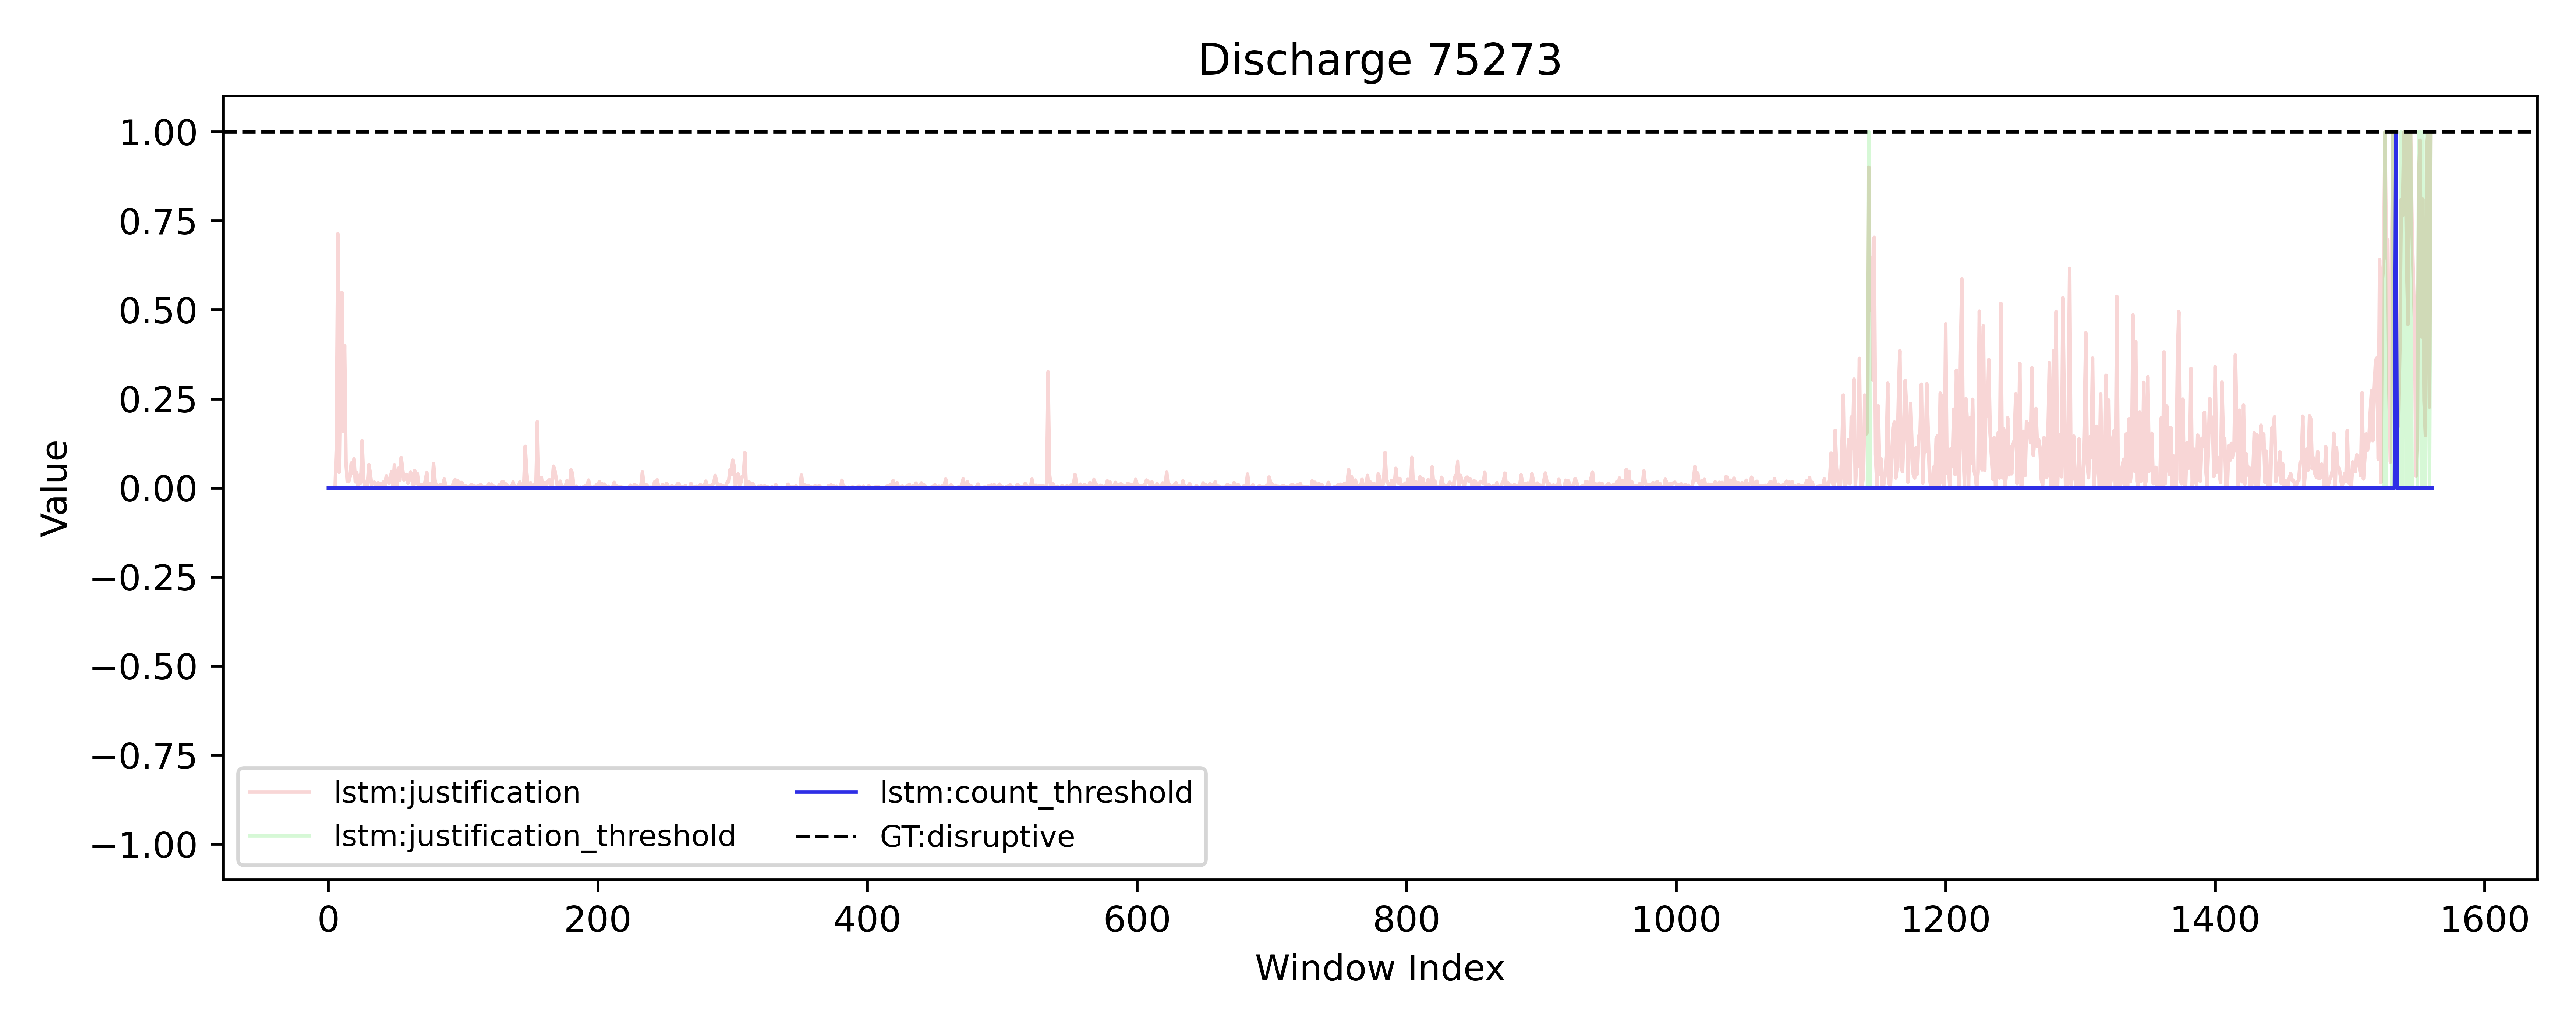 Discharge 75273
1.00
0.75
0.50
0.25
0.00
−0.25
−0.50
−0.75
−1.00
Value
lstm:justification
lstm:justification_threshold
lstm:count_threshold
GT:disruptive
0 200 400 600 800 1000 1200 1400 1600
Window Index